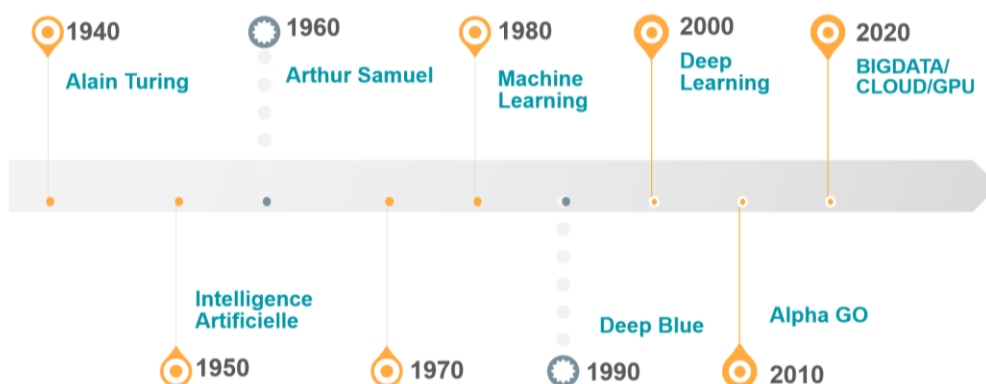 1940
Alain Turing
1960
Arthur Samuel
1980
Machine
Learning
2000
Deep
Learning
2020
BIGDATA/
CLOUD/GPU
Intelligence
Artificielle
1950
1970
Deep Blue
1990
Alpha GO
2010